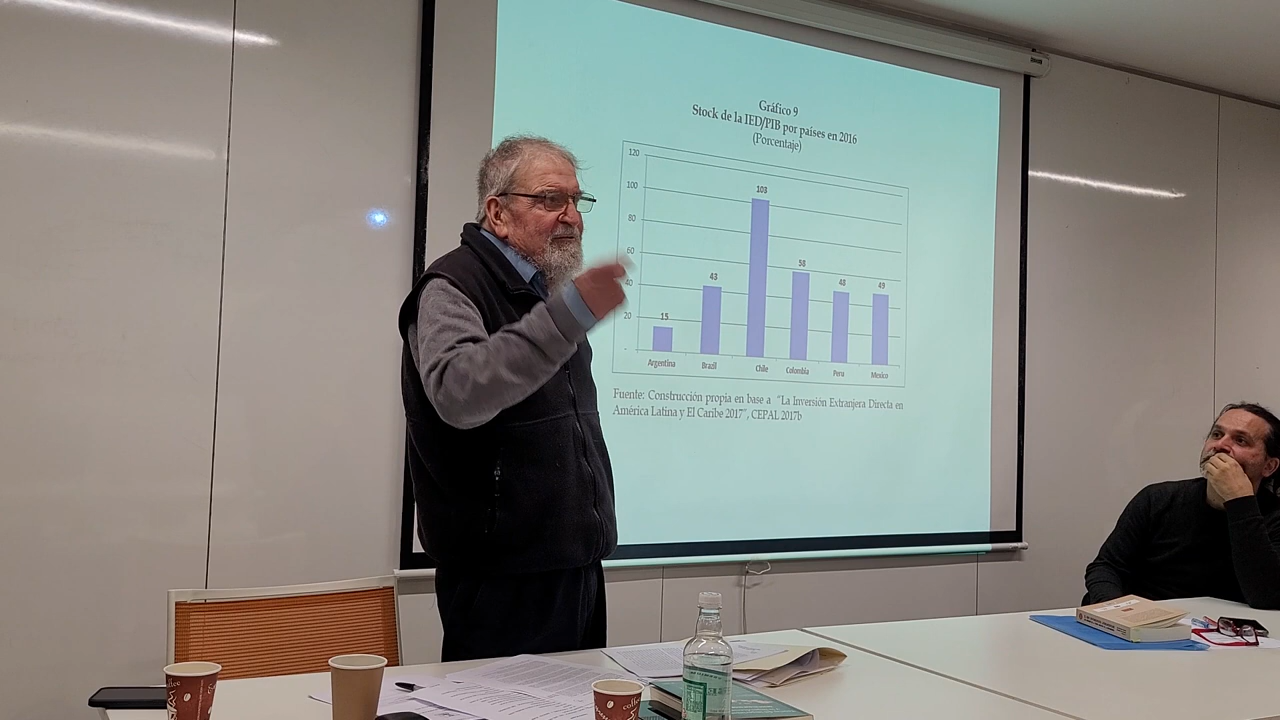 Gráfico 9
Stock de la IED/PIB por países en 2016
(Porcentaje)
120
100
80
60
40
20
-
15
43
103
58
48
49
Argentina
Brazil
Chile
Colombia
Peru
Mexico
Fuente: Construcción propia en base a "La Inversión Extranjera Directa en
América Latina y El Caribe 2017", CEPAL 2017b
coffee
coffee